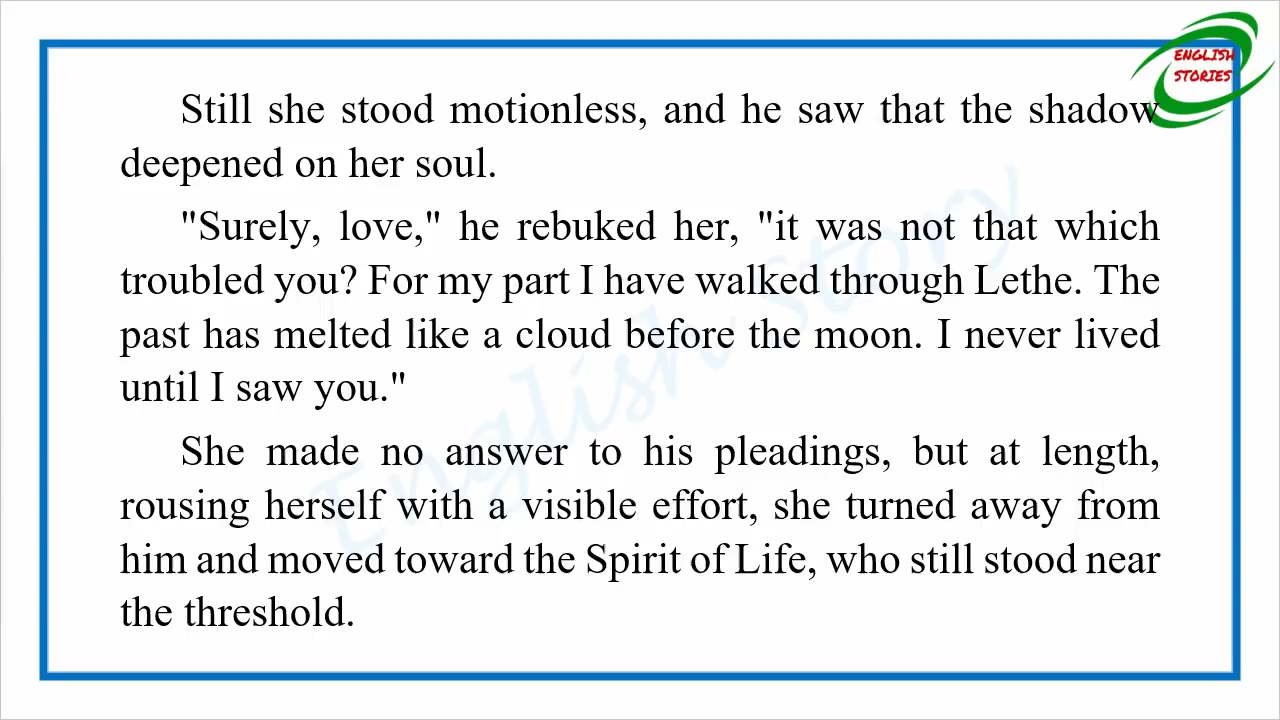 ENGLISH
STORIES
Still she stood motionless, and he saw that the shadow
deepened on her soul.
"Surely, love," he rebuked her, "it was not that which
troubled you? For my part I have walked through Lethe. The
past has melted like a cloud before the moon. I never lived
until I saw you."
She made no answer to his pleadings, but at length,
rousing herself with a visible effort, she turned away from
him and moved toward the Spirit of Life, who still stood near
the threshold.
English Story